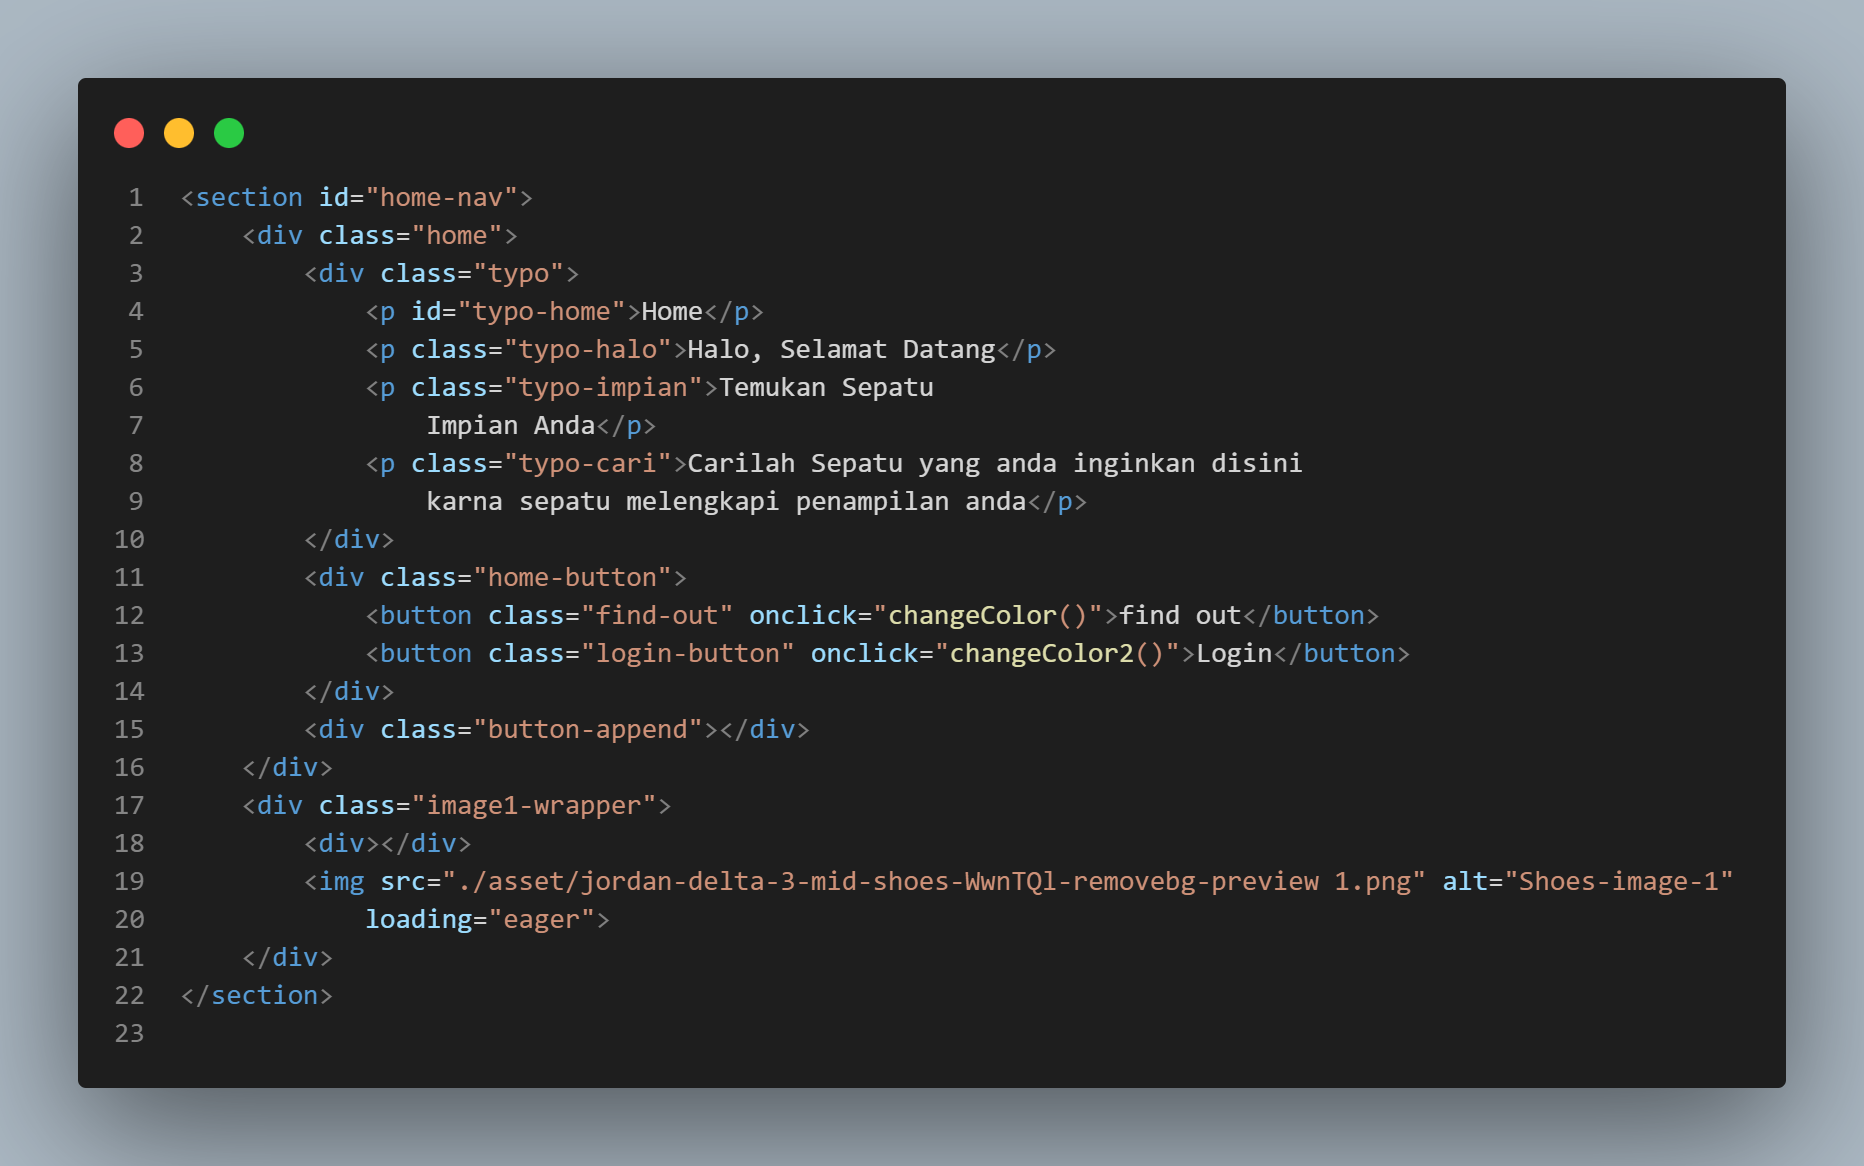 1 <section id="home-nav">
2     <div class="home">
3         <div class="typo">
4             <p id="typo-home">Home</p>
5             <p class="typo-halo">Halo, Selamat Datang</p>
6             <p class="typo-impian">Temukan Sepatu
7                 Impian Anda</p>
8             <p class="typo-cari">Carilah Sepatu yang anda inginkan disini
9                 karna sepatu melengkapi penampilan anda</p>
10         </div>
11         <div class="home-button">
12             <button class="find-out" onclick="changeColor()">find out</button>
13             <button class="login-button" onclick="changeColor2()">Login</button>
14         </div>
15         <div class="button-append"></div>
16     </div>
17     <div class="image1-wrapper">
18         <div></div>
19         <img src="./asset/jordan-delta-3-mid-shoes-WwnTQl-removebg-preview 1.png" alt="Shoes-image-1"
20             loading="eager">
21     </div>
22 </section>
23